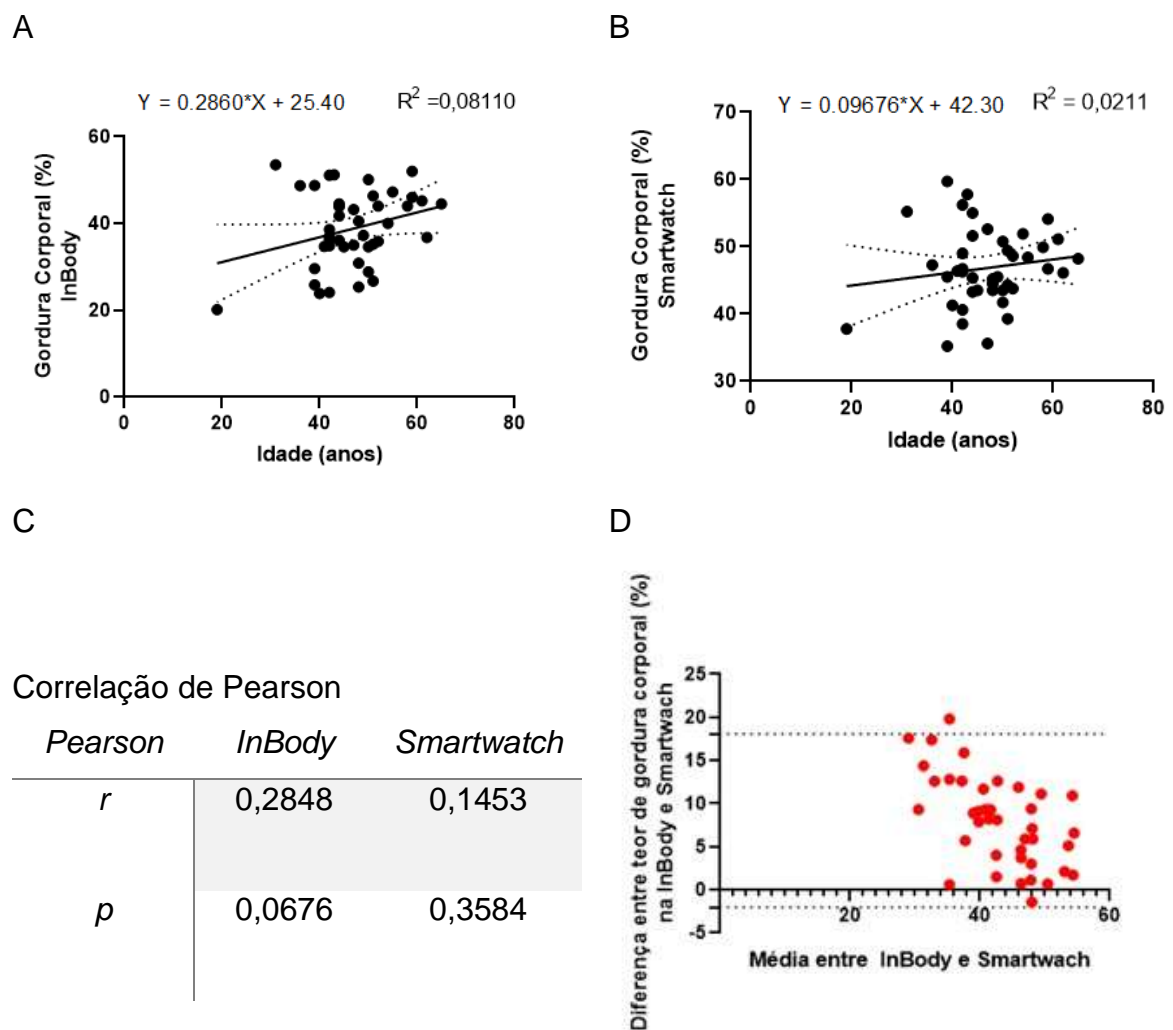 A
Y = 0.2860*X + 25.40 R² =0,08110
Gordura Corporal (%)
InBody
60
40
20
0
0 20 40 60 80
Idade (anos)
B
Y = 0.09676*X + 42.30 R² = 0,0211
Gordura Corporal (%)
Smartwatch
70
60
50
40
30
0 20 40 60 80
Idade (anos)
C
Correlação de Pearson
Pearson InBody Smartwatch
r 0,2848 0,1453
p 0,0676 0,3584
D
Diferença entre teor de gordura corporal (%)
na InBody e Smartwach
25
20
15
10
5
0
-5
20 40 60
Média entre InBody e Smartwach